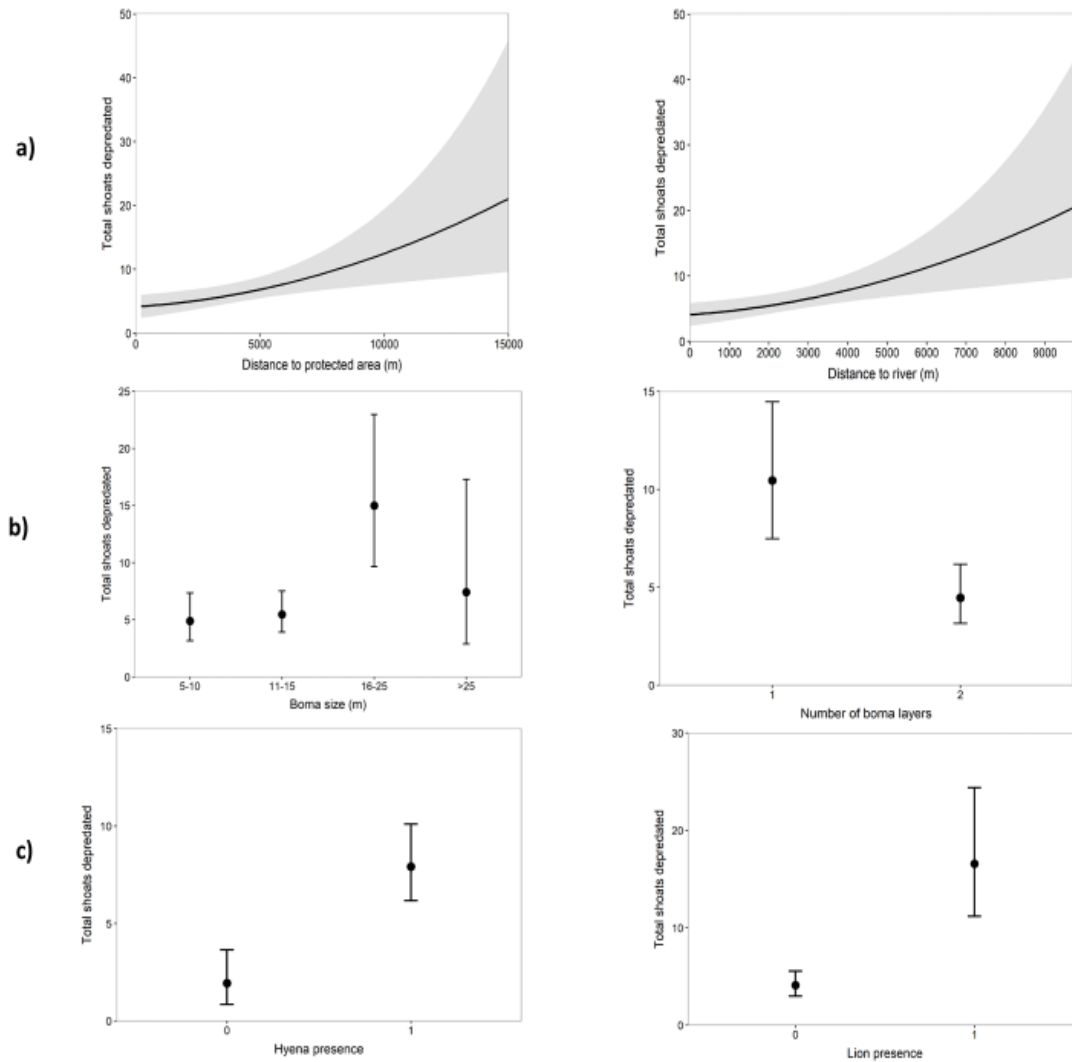 a)
Total shoats depredated
50
40
30
20
10
0
0 5000 10000 15000
Distance to protected area (m)
Total shoats depredated
50
40
30
20
10
0
0 1000 2000 3000 4000 5000 6000 7000 8000 9000
Distance to river (m)
b)
Total shoats depredated
25
20
15
10
5
0
5-10 11-15 16-25 >25
Boma size (m)
Total shoats depredated
15
10
5
0
1 2
Number of boma layers
c)
Total shoats depredated
15
10
5
0
0 1
Hyena presence
Total shoats depredated
30
20
10
0
0 1
Lion presence